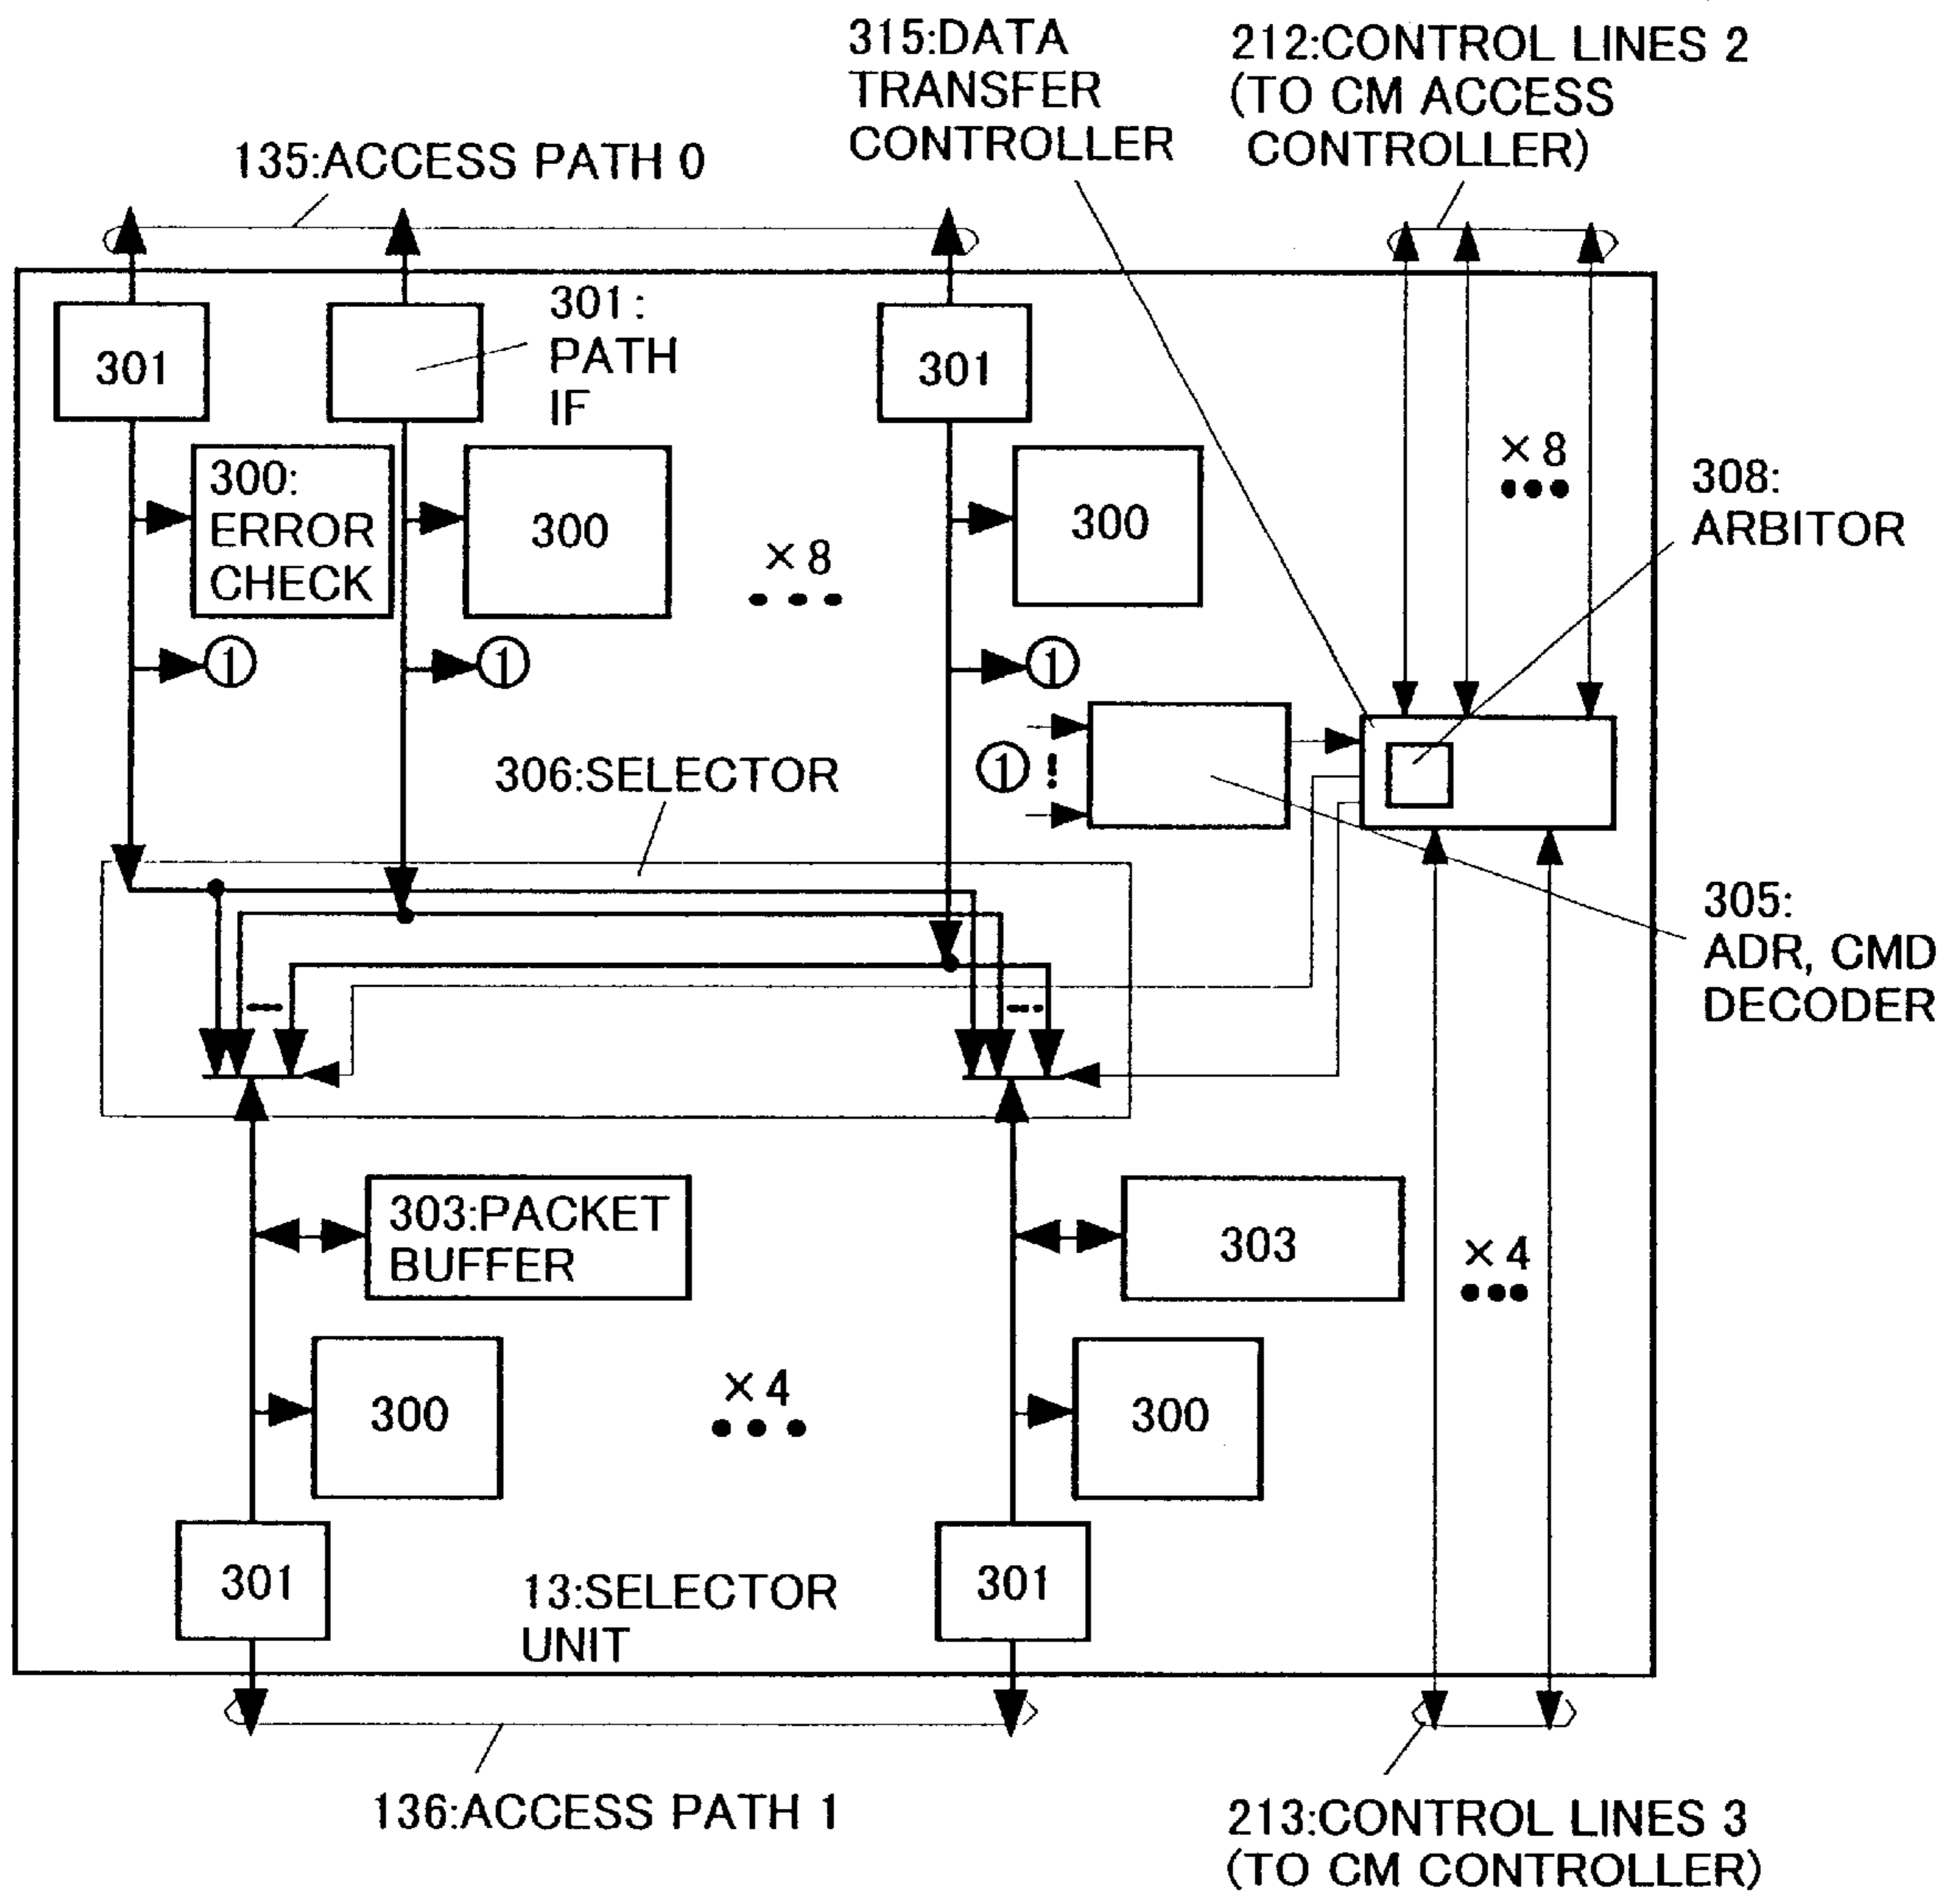 315:DATA
TRANSFER
CONTROLLER
212:CONTROL LINES 2
(TO CM ACCESS
CONTROLLER)
135:ACCESS PATH 0
301
301:
PATH
IF
301
300:
ERROR
CHECK
300
×8
300
×8
308:
ARBITOR
①
①
①
306:SELECTOR
①
305:
ADR, CMD
DECODER
303:PACKET
BUFFER
303
×4
300
×4
300
301
13:SELECTOR
UNIT
301
136:ACCESS PATH 1
213:CONTROL LINES 3
(TO CM CONTROLLER)